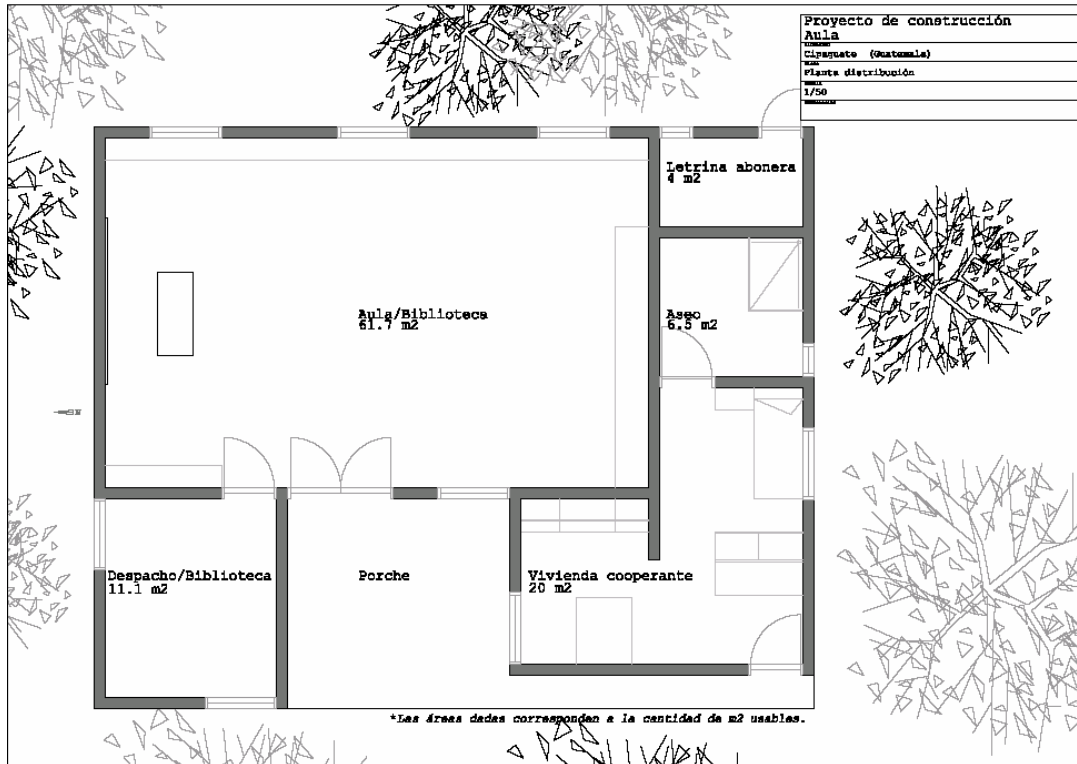 Proyecto de construcción
Aula
Cipaguate (Guatemala)
Planta distribución
1/50
Letrina abonera
4 m2
Aula/Biblioteca
61.7 m2
Aseo
6.5 m2
Despacho/Biblioteca
11.1 m2
Porche
Vivienda cooperante
20 m2
*Las áreas dadas corresponden a la cantidad de m2 usables.